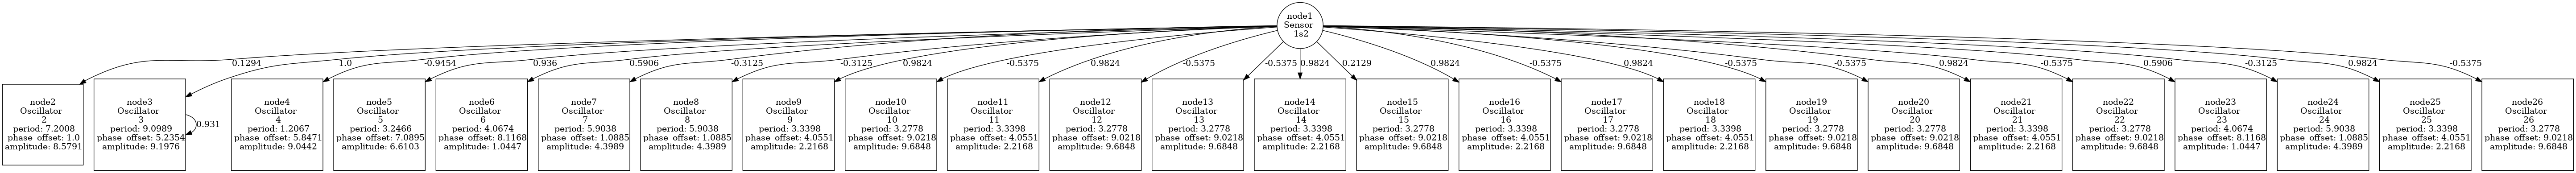 node1
Sensor
1s2
0.1294
1.0
-0.9454
0.936
0.5906
-0.3125
-0.3125
0.9824
-0.5375
0.9824
-0.5375
-0.5375
0.9824
0.2129
0.9824
-0.5375
0.9824
-0.5375
-0.5375
0.9824
-0.5375
0.5906
-0.3125
0.9824
-0.5375
node2
Oscillator
2
period: 7.2008
phase_offset: 1.0
amplitude: 8.5791
node3
Oscillator
3
period: 9.0989
phase_offset: 5.2354
amplitude: 9.1976
0.931
node4
Oscillator
4
period: 1.2067
phase_offset: 5.8471
amplitude: 9.0442
node5
Oscillator
5
period: 3.2466
phase_offset: 7.0895
amplitude: 6.6103
node6
Oscillator
6
period: 4.0674
phase_offset: 8.1168
amplitude: 1.0447
node7
Oscillator
7
period: 5.9038
phase_offset: 1.0885
amplitude: 4.3989
node8
Oscillator
8
period: 5.9038
phase_offset: 1.0885
amplitude: 4.3989
node9
Oscillator
9
period: 3.3398
phase_offset: 4.0551
amplitude: 2.2168
node10
Oscillator
10
period: 3.2778
phase_offset: 9.0218
amplitude: 9.6848
node11
Oscillator
11
period: 3.3398
phase_offset: 4.0551
amplitude: 2.2168
node12
Oscillator
12
period: 3.2778
phase_offset: 9.0218
amplitude: 9.6848
node13
Oscillator
13
period: 3.2778
phase_offset: 9.0218
amplitude: 9.6848
node14
Oscillator
14
period: 3.3398
phase_offset: 4.0551
amplitude: 2.2168
node15
Oscillator
15
period: 3.2778
phase_offset: 9.0218
amplitude: 9.6848
node16
Oscillator
16
period: 3.3398
phase_offset: 4.0551
amplitude: 2.2168
node17
Oscillator
17
period: 3.2778
phase_offset: 9.0218
amplitude: 9.6848
node18
Oscillator
18
period: 3.3398
phase_offset: 4.0551
amplitude: 2.2168
node19
Oscillator
19
period: 3.2778
phase_offset: 9.0218
amplitude: 9.6848
node20
Oscillator
20
period: 3.2778
phase_offset: 9.0218
amplitude: 9.6848
node21
Oscillator
21
period: 3.3398
phase_offset: 4.0551
amplitude: 2.2168
node22
Oscillator
22
period: 3.2778
phase_offset: 9.0218
amplitude: 9.6848
node23
Oscillator
23
period: 4.0674
phase_offset: 8.1168
amplitude: 1.0447
node24
Oscillator
24
period: 5.9038
phase_offset: 1.0885
amplitude: 4.3989
node25
Oscillator
25
period: 3.3398
phase_offset: 4.0551
amplitude: 2.2168
node26
Oscillator
26
period: 3.2778
phase_offset: 9.0218
amplitude: 9.6848